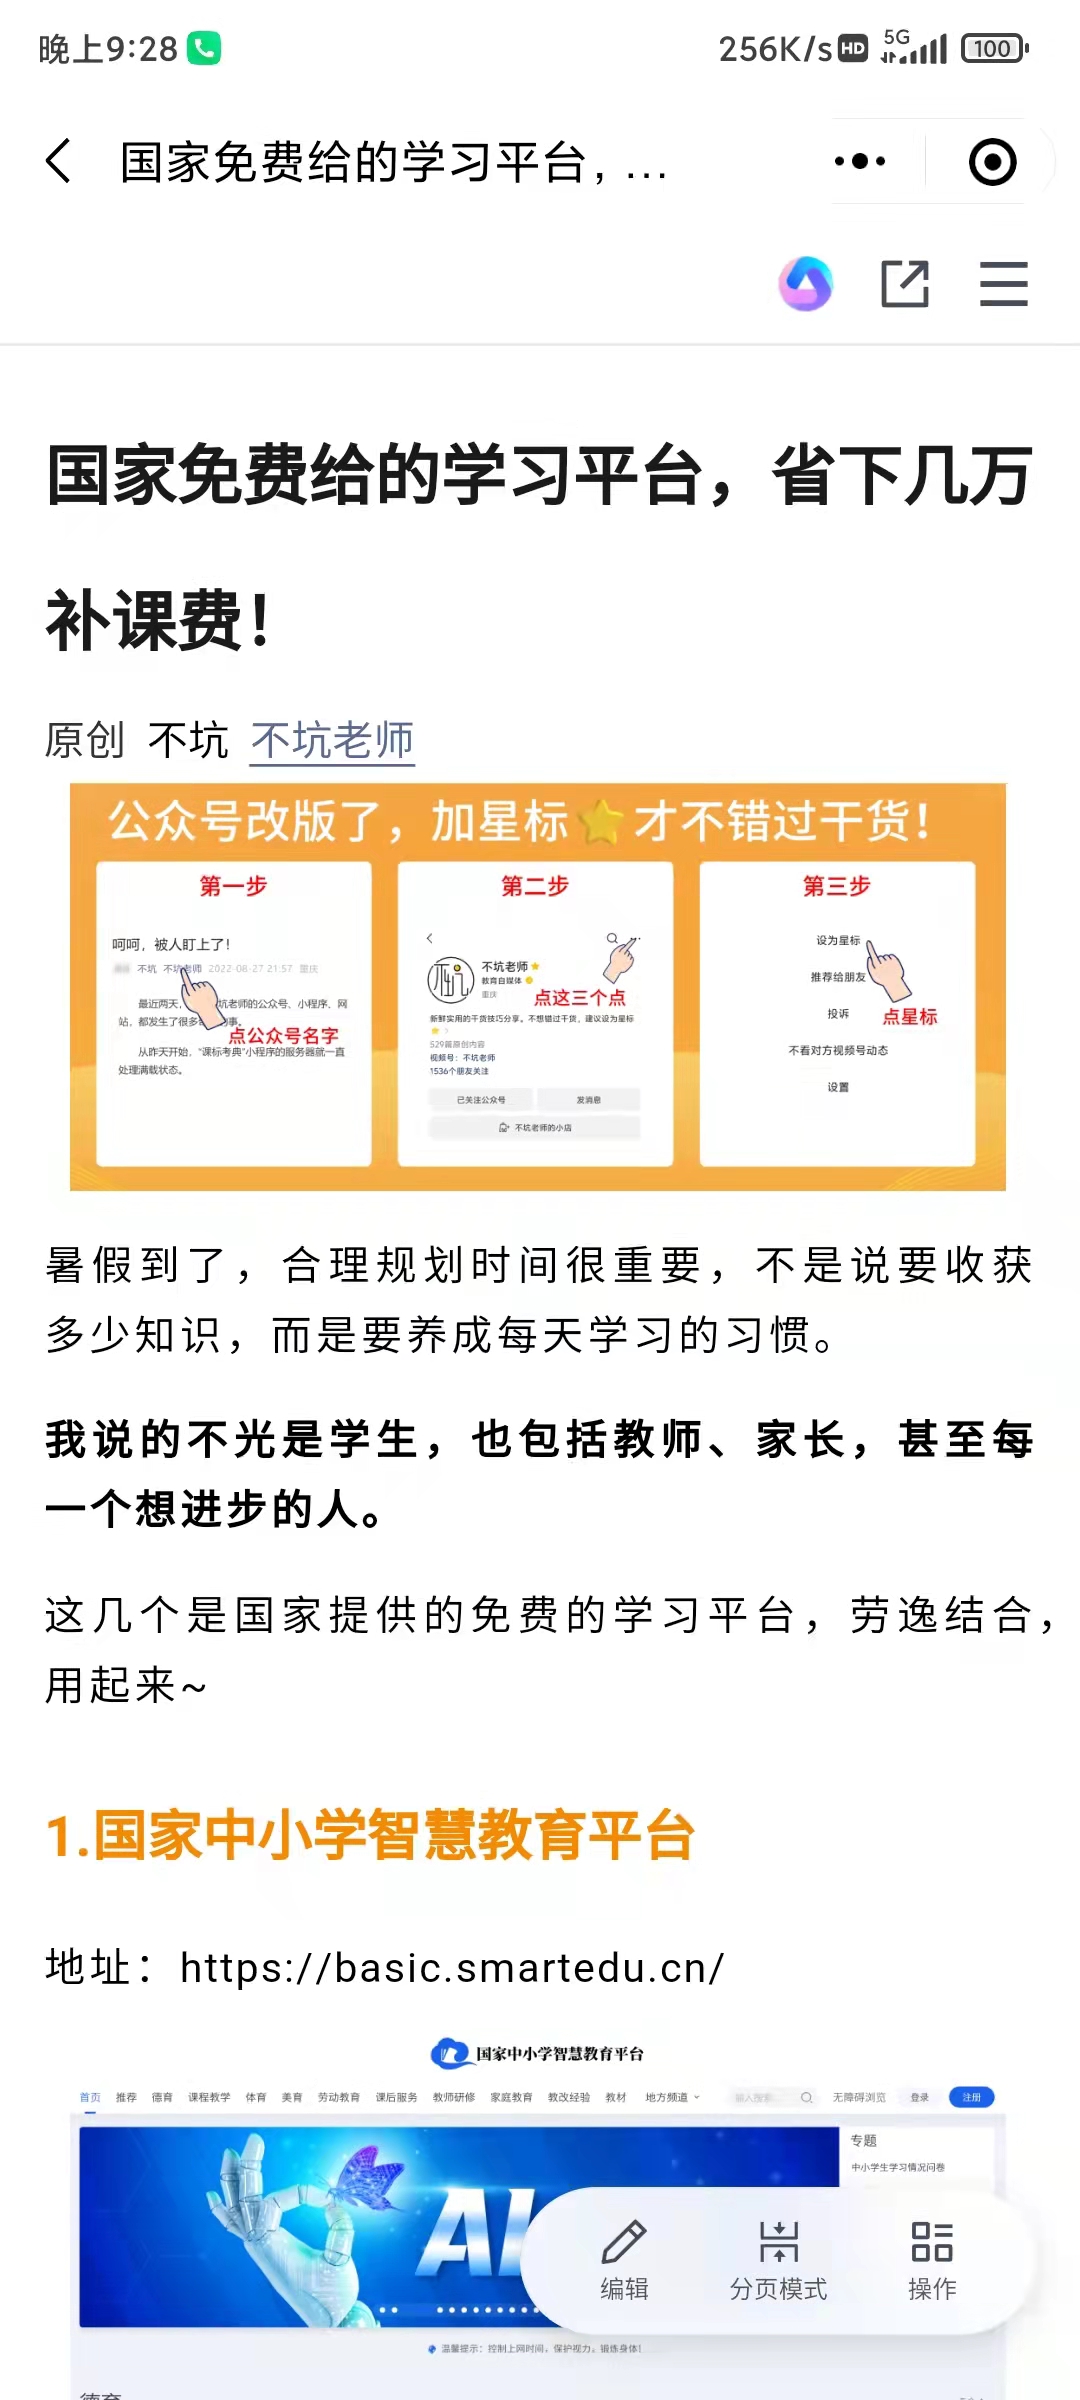 晚上9:28
256K/s HD 5G 100
国家免费给的学习平台，...
国家免费给的学习平台，省下几万
补课费！
原创 不坑 不坑老师
公众号改版了，加星标⭐才不错过干货！
第一步
呵呵，被人盯上了！
不坑 不坑老师 2022-08-27 21:57 重庆
最近两天，
坑老师的公众号、小程序、网
站，都发生了很多
事。
点公众号名字
从昨天开始，“课标考典”小程序的服务器就一直
处理满载状态。
第二步
不坑
不坑老师
教育自媒体
重庆
点这三个点
新鲜实用的干货技巧分享。不想错过干货，建议设为星标
529篇原创内容
视频号：不坑老师
1536个朋友关注
已关注公众号 发消息
不坑老师的小店
第三步
设为星标
推荐给朋友
投诉
点星标
不看对方视频号动态
设置
暑假到了，合理规划时间很重要，不是说要收获
多少知识，而是要养成每天学习的习惯。
我说的不光是学生，也包括教师、家长，甚至每
一个想进步的人。
这几个是国家提供的免费的学习平台，劳逸结合，
用起来~
1.国家中小学智慧教育平台
地址：https://basic.smartedu.cn/
国家中小学智慧教育平台
首页 推荐 德育 课程教学 体育 美育 劳动教育 课后服务 教师研修 家庭教育 教改经验 教材 地方频道 输入搜索 无障碍浏览 登录 注册
专题
中小学生学习情况问卷
AI
编辑 分页模式 操作
温馨提示：控制上网时间，保护视力，锻炼身体！
德育